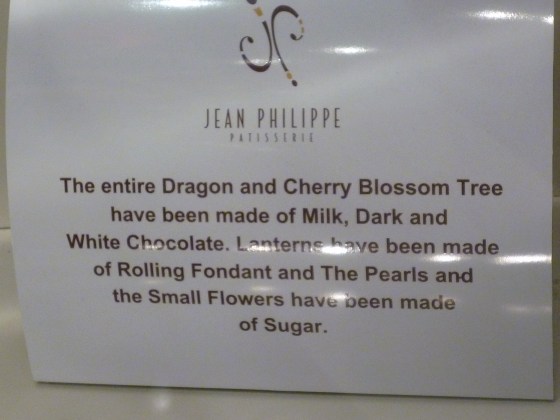 JEAN PHILIPPE
PATISSERIE
The entire Dragon and Cherry Blossom Tree
have been made of Milk, Dark and
White Chocolate. Lanterns have been made
of Rolling Fondant and The Pearls and
the Small Flowers have been made
of Sugar.